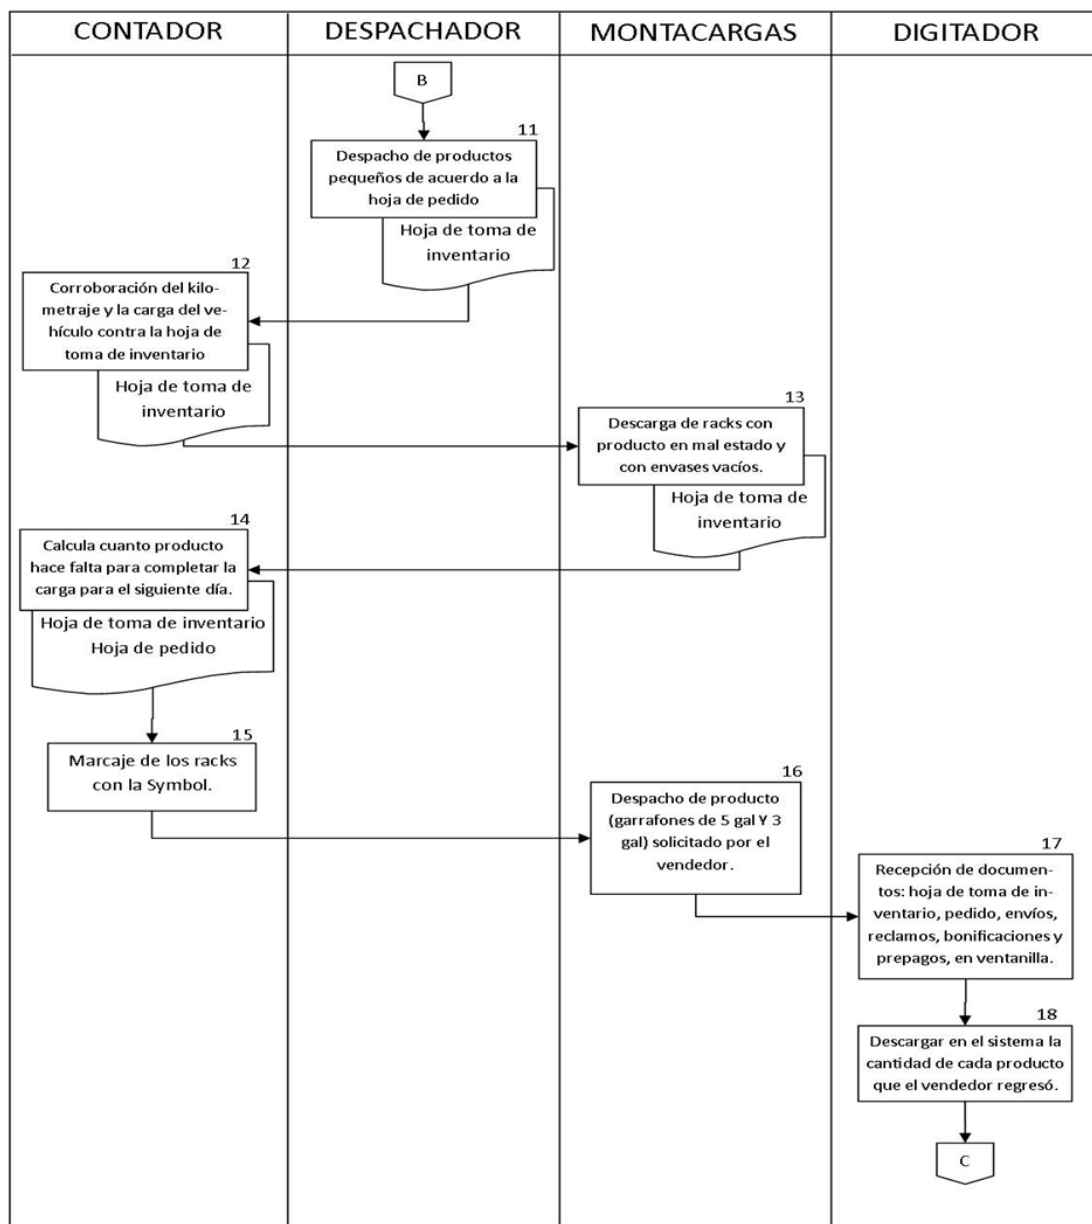 CONTADOR
DESPACHADOR
MONTACARGAS
DIGITADOR
B
11
Despacho de productos
pequeños de acuerdo a la
hoja de pedido
Hoja de toma de
inventario
12
Corroboración del kilo-
metraje y la carga del ve-
hículo contra la hoja de
toma de inventario
Hoja de toma de
inventario
13
Descarga de racks con
producto en mal estado y
con envases vacíos.
Hoja de toma de
inventario
14
Calcula cuanto producto
hace falta para completar la
carga para el siguiente día.
Hoja de toma de inventario
Hoja de pedido
15
Marcaje de los racks
con la Symbol.
16
Despacho de producto
(garrafones de 5 gal Y 3
gal) solicitado por el
vendedor.
17
Recepción de documen-
tos: hoja de toma de in-
ventario, pedido, envíos,
reclamos, bonificaciones y
prepagos, en ventanilla.
18
Descargar en el sistema la
cantidad de cada producto
que el vendedor regresó.
C